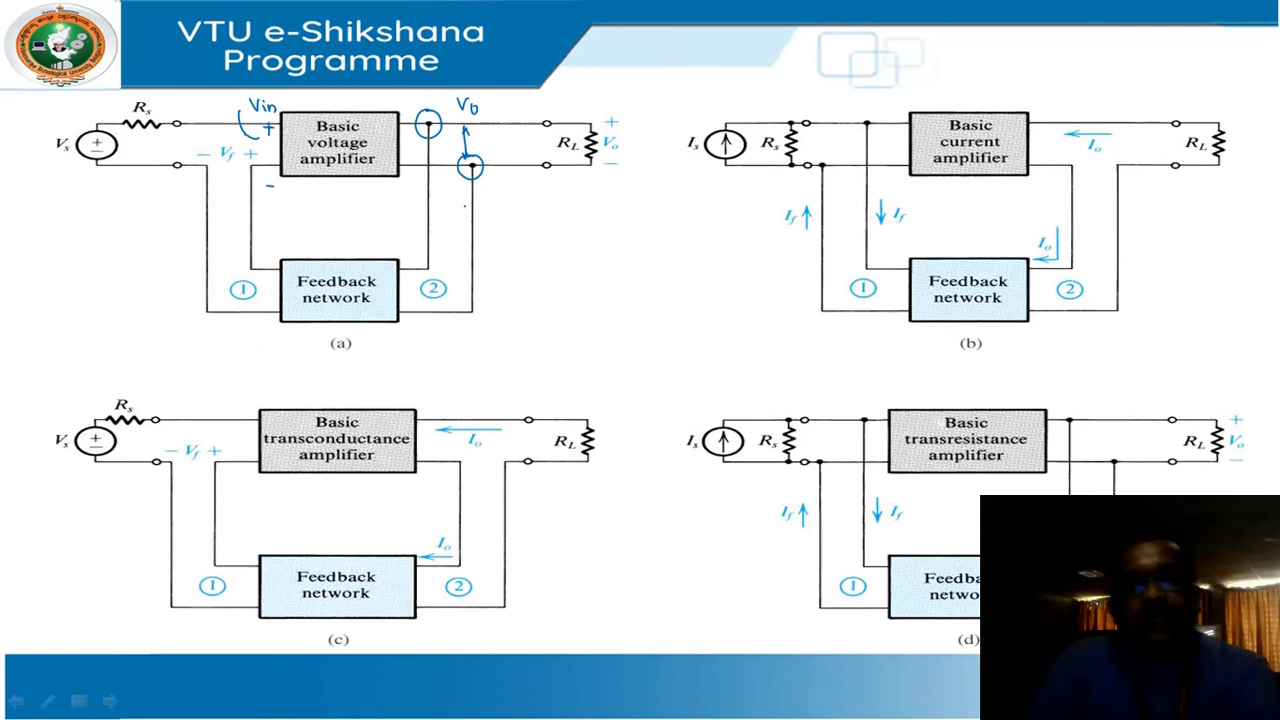 VTU e-Shikshana
Programme
Rs
Vin
+
Vs
+
−
− Vf +
-
Basic
voltage
amplifier
Vo
RL
+
Vo
−
1
Feedback
network
2
(a)
Is
Rs
Basic
current
amplifier
Io
RL
If
If
Io
1
Feedback
network
2
(b)
Rs
Vs
+
−
− Vf +
Basic
transconductance
amplifier
Io
RL
Io
1
Feedback
network
2
(c)
Is
Rs
Basic
transresistance
amplifier
RL
+
Vo
−
If
If
1
Feedb
netwo
(d)